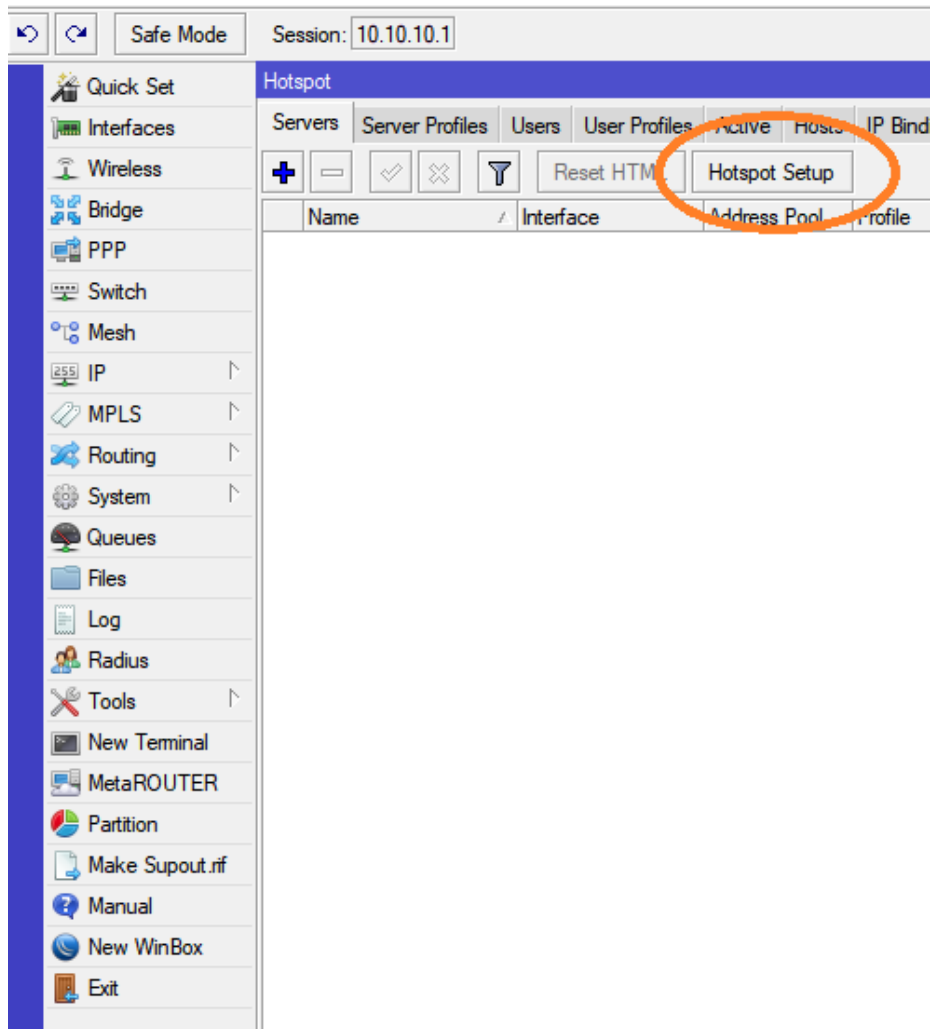 Safe Mode Session: 10.10.10.1
Quick Set
Interfaces
Wireless
Bridge
PPP
Switch
Mesh
255 IP
MPLS
Routing
System
Queues
Files
Log
Radius
Tools
New Terminal
MetaROUTER
Partition
Make Supout.rif
Manual
New WinBox
Exit
Hotspot
Servers Server Profiles Users User Profiles Active Hosts IP Bind
Reset HTM Hotspot Setup
Name Interface Address Pool Profile